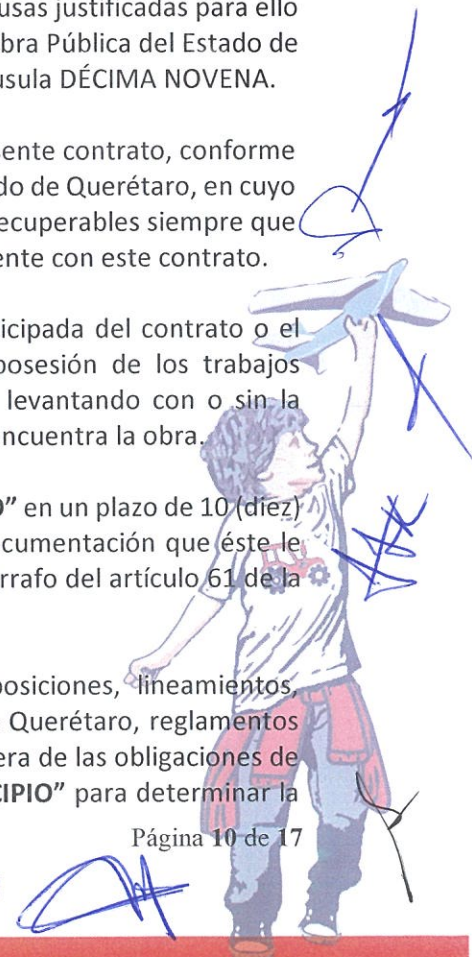 usas justificadas para ello
bra Pública del Estado de
usula DÉCIMA NOVENA.
sente contrato, conforme
do de Querétaro, en cuyo
recuperables siempre que
ente con este contrato.
icipada del contrato o el
posesión de los trabajos
levantando con o sin la
ncuentra la obra.
O” en un plazo de 10 (diez)
cumentación que éste le
rrafo del artículo 61 de la
posiciones, lineamientos,
Querétaro, reglamentos
era de las obligaciones de
CIPIO” para determinar la
Página 10 de 17